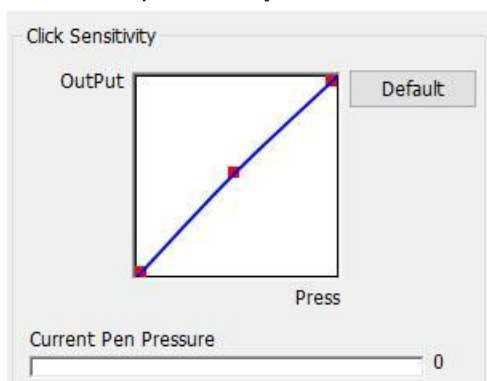 Click Sensitivity
OutPut
Default
Press
Current Pen Pressure
0